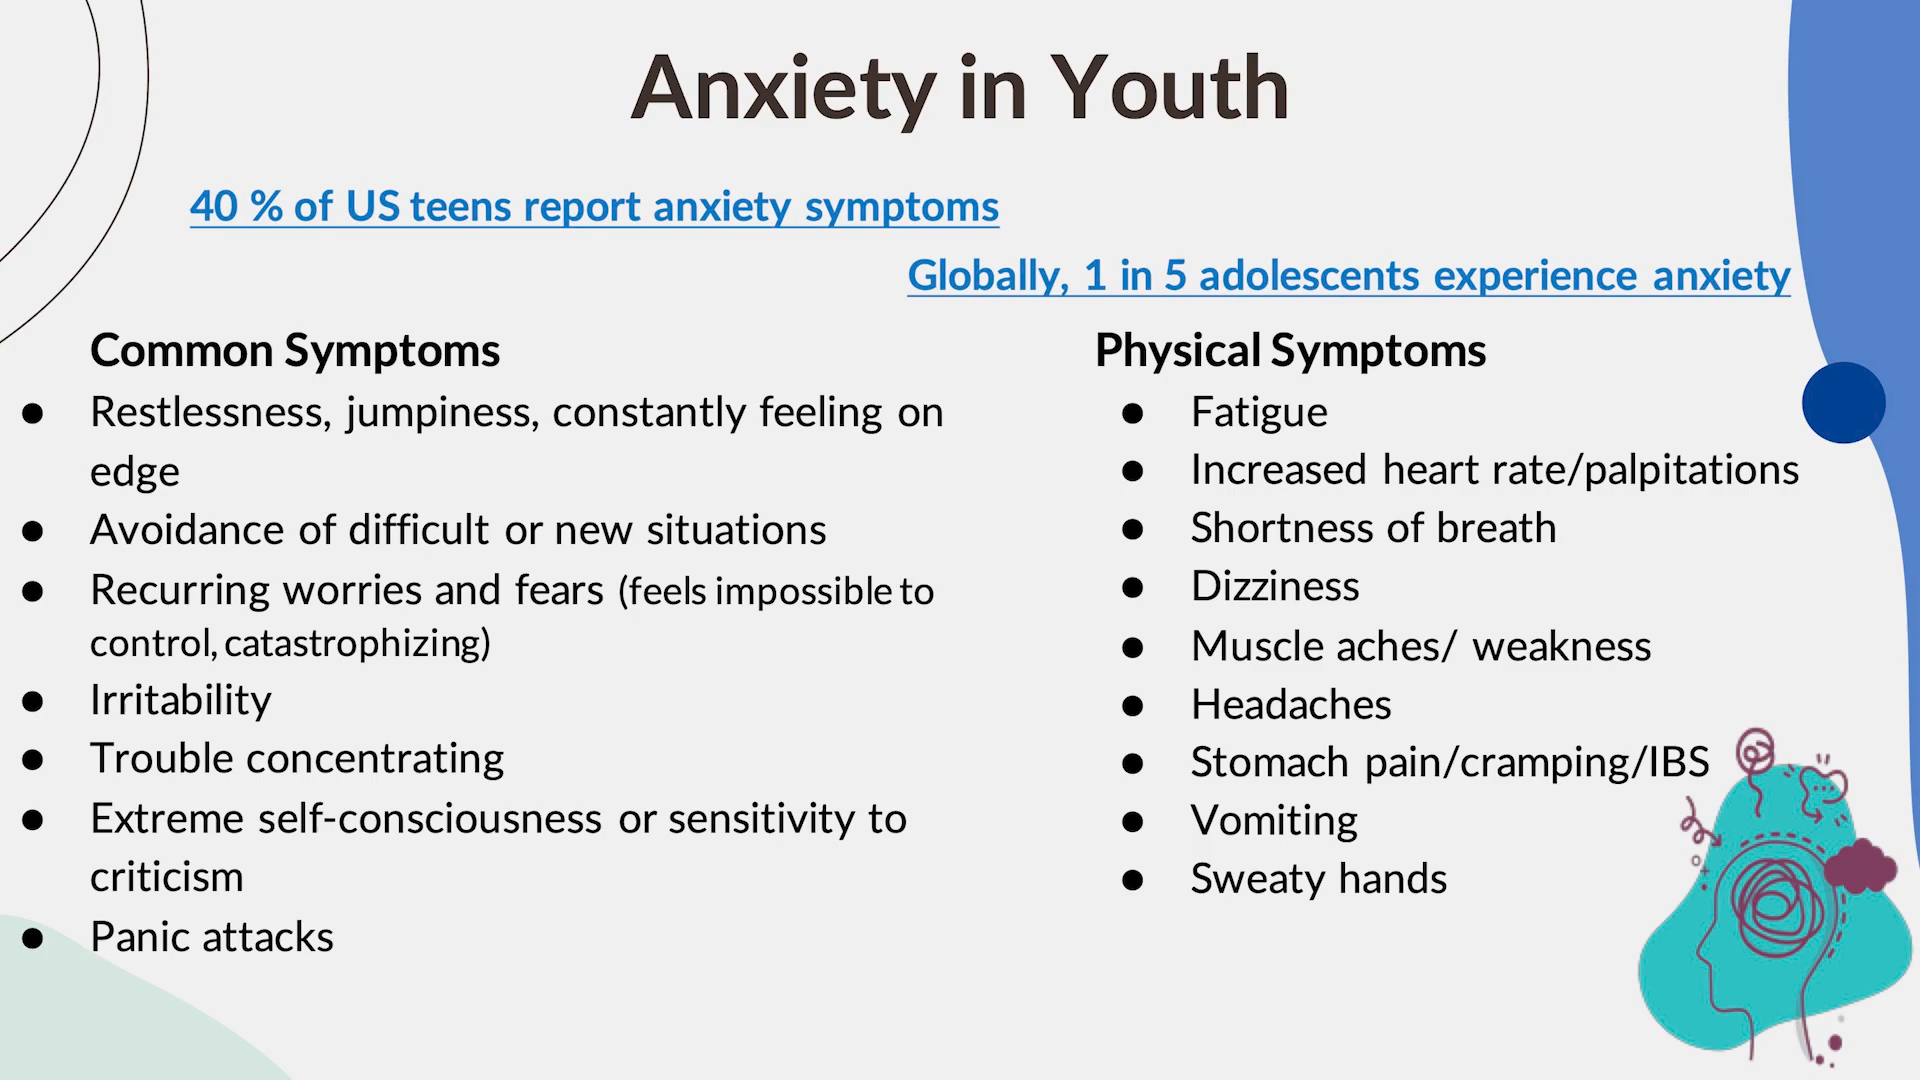 Anxiety in Youth
40 % of US teens report anxiety symptoms
Globally, 1 in 5 adolescents experience anxiety
Common Symptoms
● Restlessness, jumpiness, constantly feeling on
edge
● Avoidance of difficult or new situations
● Recurring worries and fears (feels impossible to
control, catastrophizing)
● Irritability
● Trouble concentrating
● Extreme self-consciousness or sensitivity to
criticism
● Panic attacks
Physical Symptoms
● Fatigue
● Increased heart rate/palpitations
● Shortness of breath
● Dizziness
● Muscle aches/ weakness
● Headaches
● Stomach pain/cramping/IBS
● Vomiting
● Sweaty hands